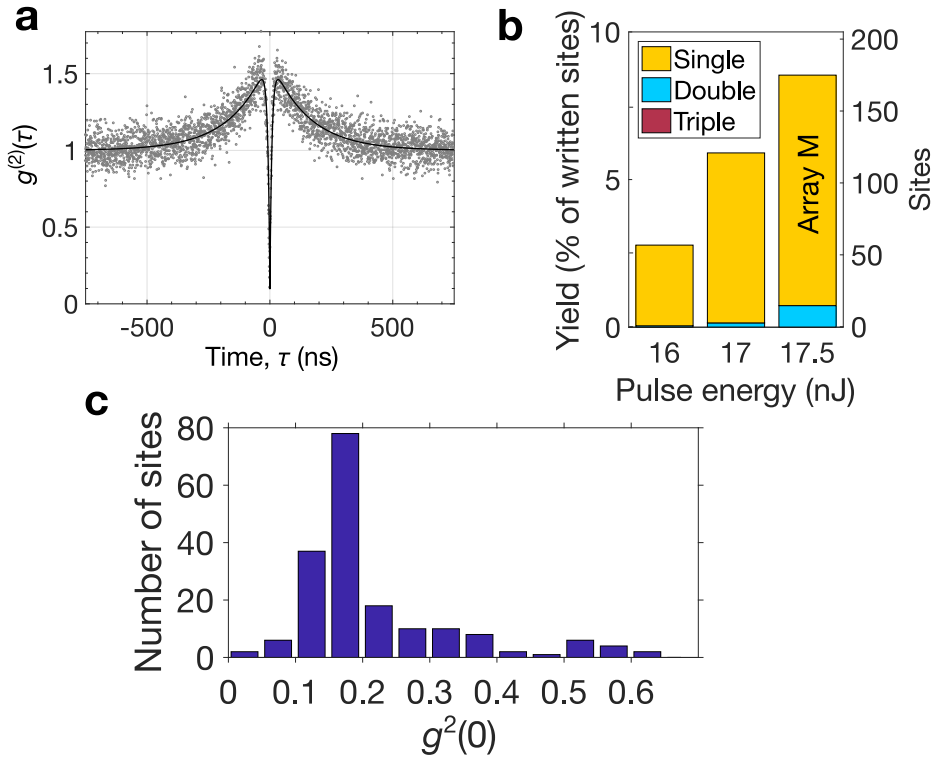 a
1.5
1
0.5
0
g⁽²⁾(τ)
-500 0 500
Time, τ (ns)
b
10
5
0
Yield (% of written sites)
Single
Double
Triple
Array M
200
150
100
50
0
Sites
16 17 17.5
Pulse energy (nJ)
c
80
60
40
20
0
Number of sites
0 0.1 0.2 0.3 0.4 0.5 0.6
g²(0)